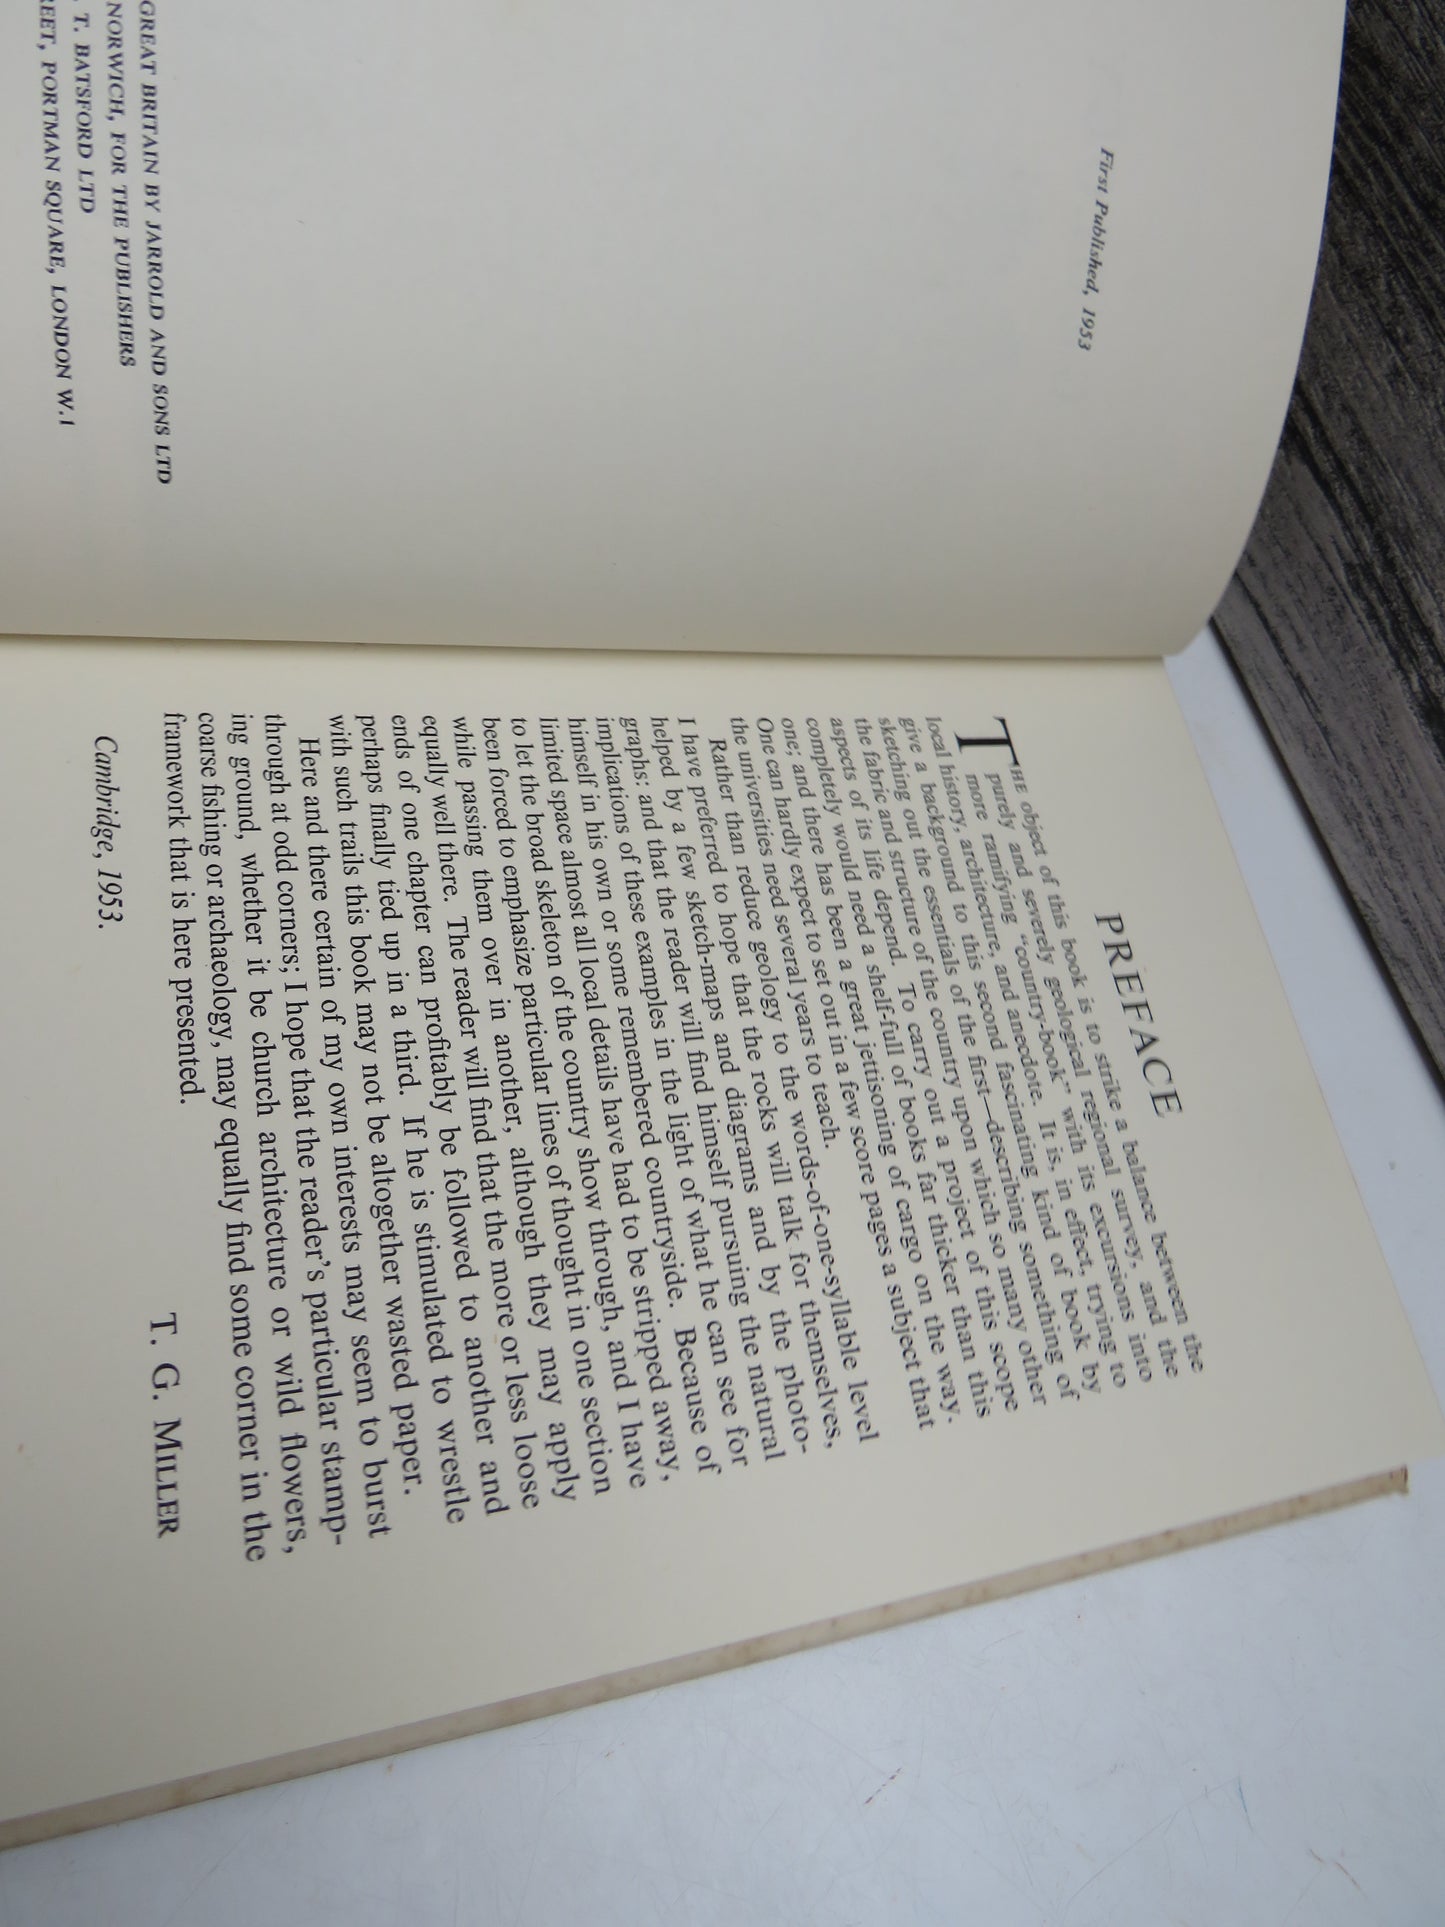 First Published, 1953
GREAT BRITAIN BY JARROLD AND SONS LTD
NORWICH, FOR THE PUBLISHERS
T. BATSFORD LTD
REET, PORTMAN SQUARE, LONDON W.1
PREFACE
THE object of this book is to strike a balance between the
purely and severely geological regional survey, and the
more ramifying “country-book” with its excursions into
local history, architecture, and anecdote. It is, in effect, trying to
give a background to this second fascinating kind of book by
sketching out the essentials of the first—describing something of
the fabric and structure of the country upon which so many other
aspects of its life depend. To carry out a project of this scope
completely would need a shelf-full of books far thicker than this
one; and there has been a great jettisoning of cargo on the way.
One can hardly expect to set out in a few score pages a subject that
the universities need several years to teach.
Rather than reduce geology to the words-of-one-syllable level
I have preferred to hope that the rocks will talk for themselves,
helped by a few sketch-maps and diagrams and by the photo-
graphs: and that the reader will find himself pursuing the natural
implications of these examples in the light of what he can see for
himself in his own or some remembered countryside. Because of
limited space almost all local details have had to be stripped away,
to let the broad skeleton of the country show through, and I have
been forced to emphasize particular lines of thought in one section
while passing them over in another, although they may apply
equally well there. The reader will find that the more or less loose
ends of one chapter can profitably be followed to another and
perhaps finally tied up in a third. If he is stimulated to wrestle
with such trails this book may not be altogether wasted paper.
Here and there certain of my own interests may seem to burst
through at odd corners; I hope that the reader’s particular stamp-
ing ground, whether it be church architecture or wild flowers,
coarse fishing or archaeology, may equally find some corner in the
framework that is here presented.
T. G. MILLER
Cambridge, 1953.